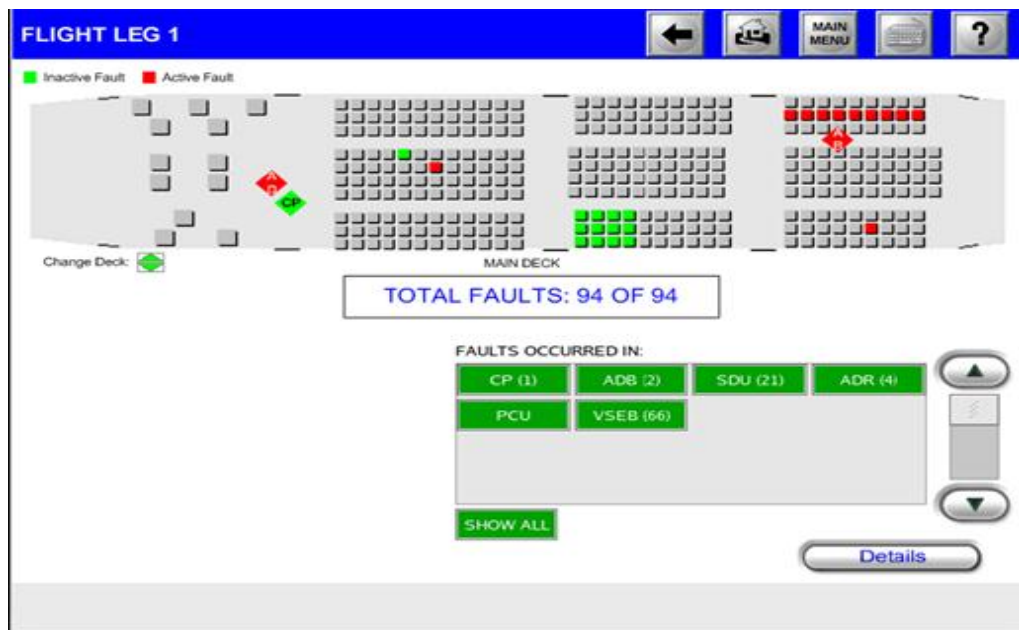 FLIGHT LEG 1
MAIN
MENU
?
Inactive Fault Active Fault
A
B
A
CP
Change Deck:
MAIN DECK
TOTAL FAULTS: 94 OF 94
FAULTS OCCURRED IN:
CP (1) ADB (2) SDU (21) ADR (4)
PCU VSEB (66)
SHOW ALL
Details